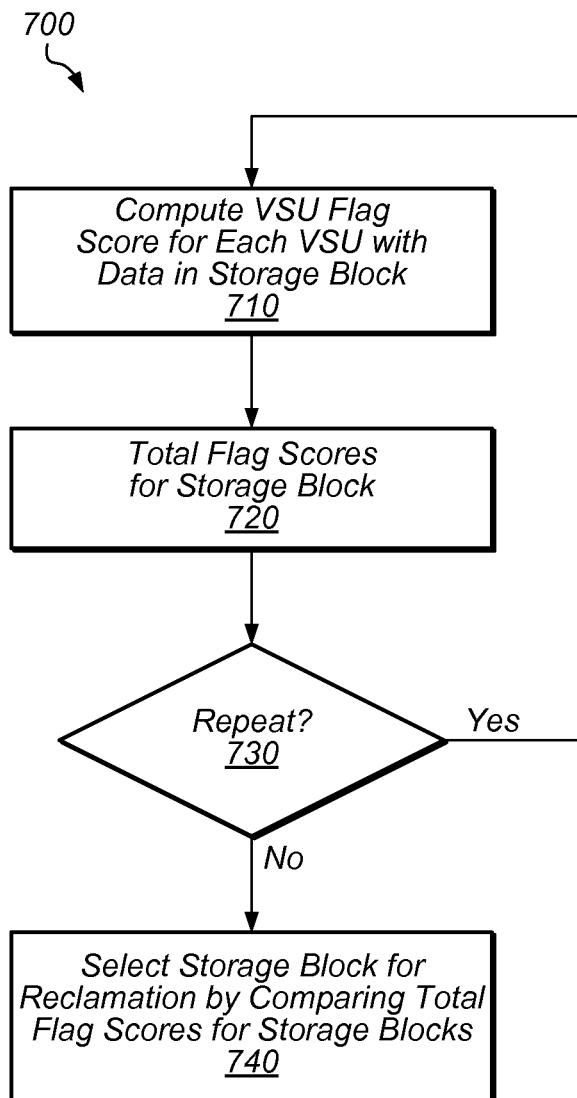 700
Compute VSU Flag
Score for Each VSU with
Data in Storage Block
710
Total Flag Scores
for Storage Block
720
Repeat?
730
Yes
No
Select Storage Block for
Reclamation by Comparing Total
Flag Scores for Storage Blocks
740